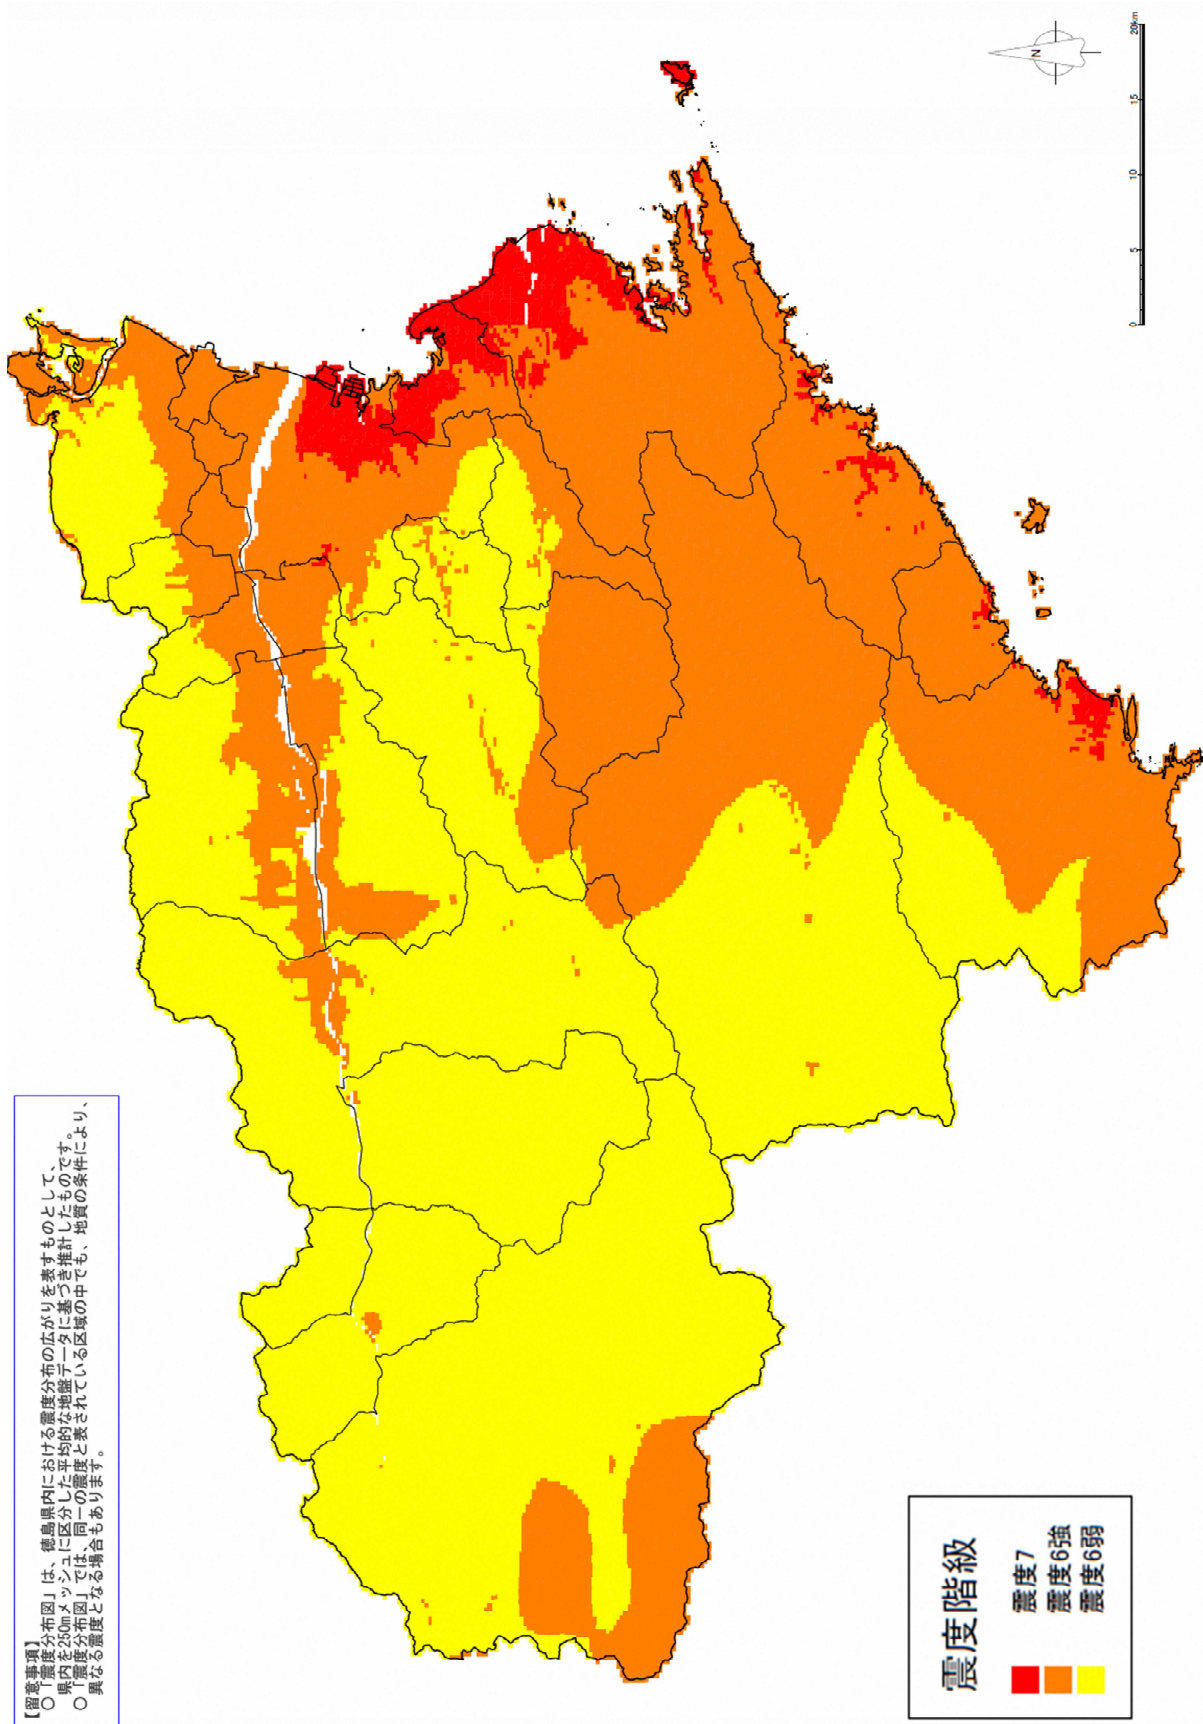 【留意事項】
○「震度分布図」は、徳島県内における震度分布の広がりを表すものとして、
県内を250mメッシュに区分した平均的な地盤データに基づき推計したものです。
○「震度分布図」では、同一の震度と表されている区域の中でも、地質の条件により、
異なる震度となる場合もあります。
N
0 5 10 15 20km
震度階級
震度7
震度6強
震度6弱